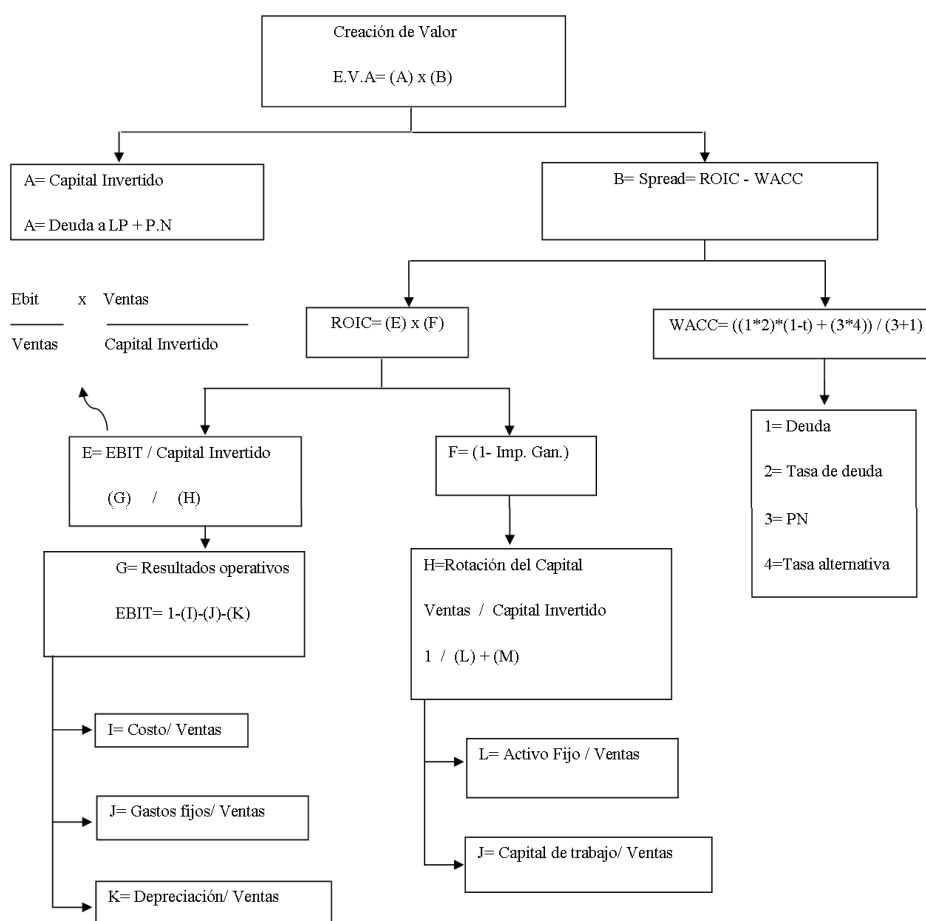 Creación de Valor
E.V.A= (A) x (B)
A= Capital Invertido
A= Deuda a LP + P.N
B= Spread= ROIC - WACC
Ebit x Ventas
Ventas Capital Invertido
ROIC= (E) x (F)
WACC= ((1*2)*(1-t) + (3*4)) / (3+1)
E= EBIT / Capital Invertido
(G) / (H)
F= (1- Imp. Gan.)
1= Deuda
2= Tasa de deuda
3= PN
4=Tasa alternativa
G= Resultados operativos
EBIT= 1-(I)-(J)-(K)
H=Rotación del Capital
Ventas / Capital Invertido
1 / (L) + (M)
I= Costo/ Ventas
J= Gastos fijos/ Ventas
K= Depreciación/ Ventas
L= Activo Fijo / Ventas
J= Capital de trabajo/ Ventas